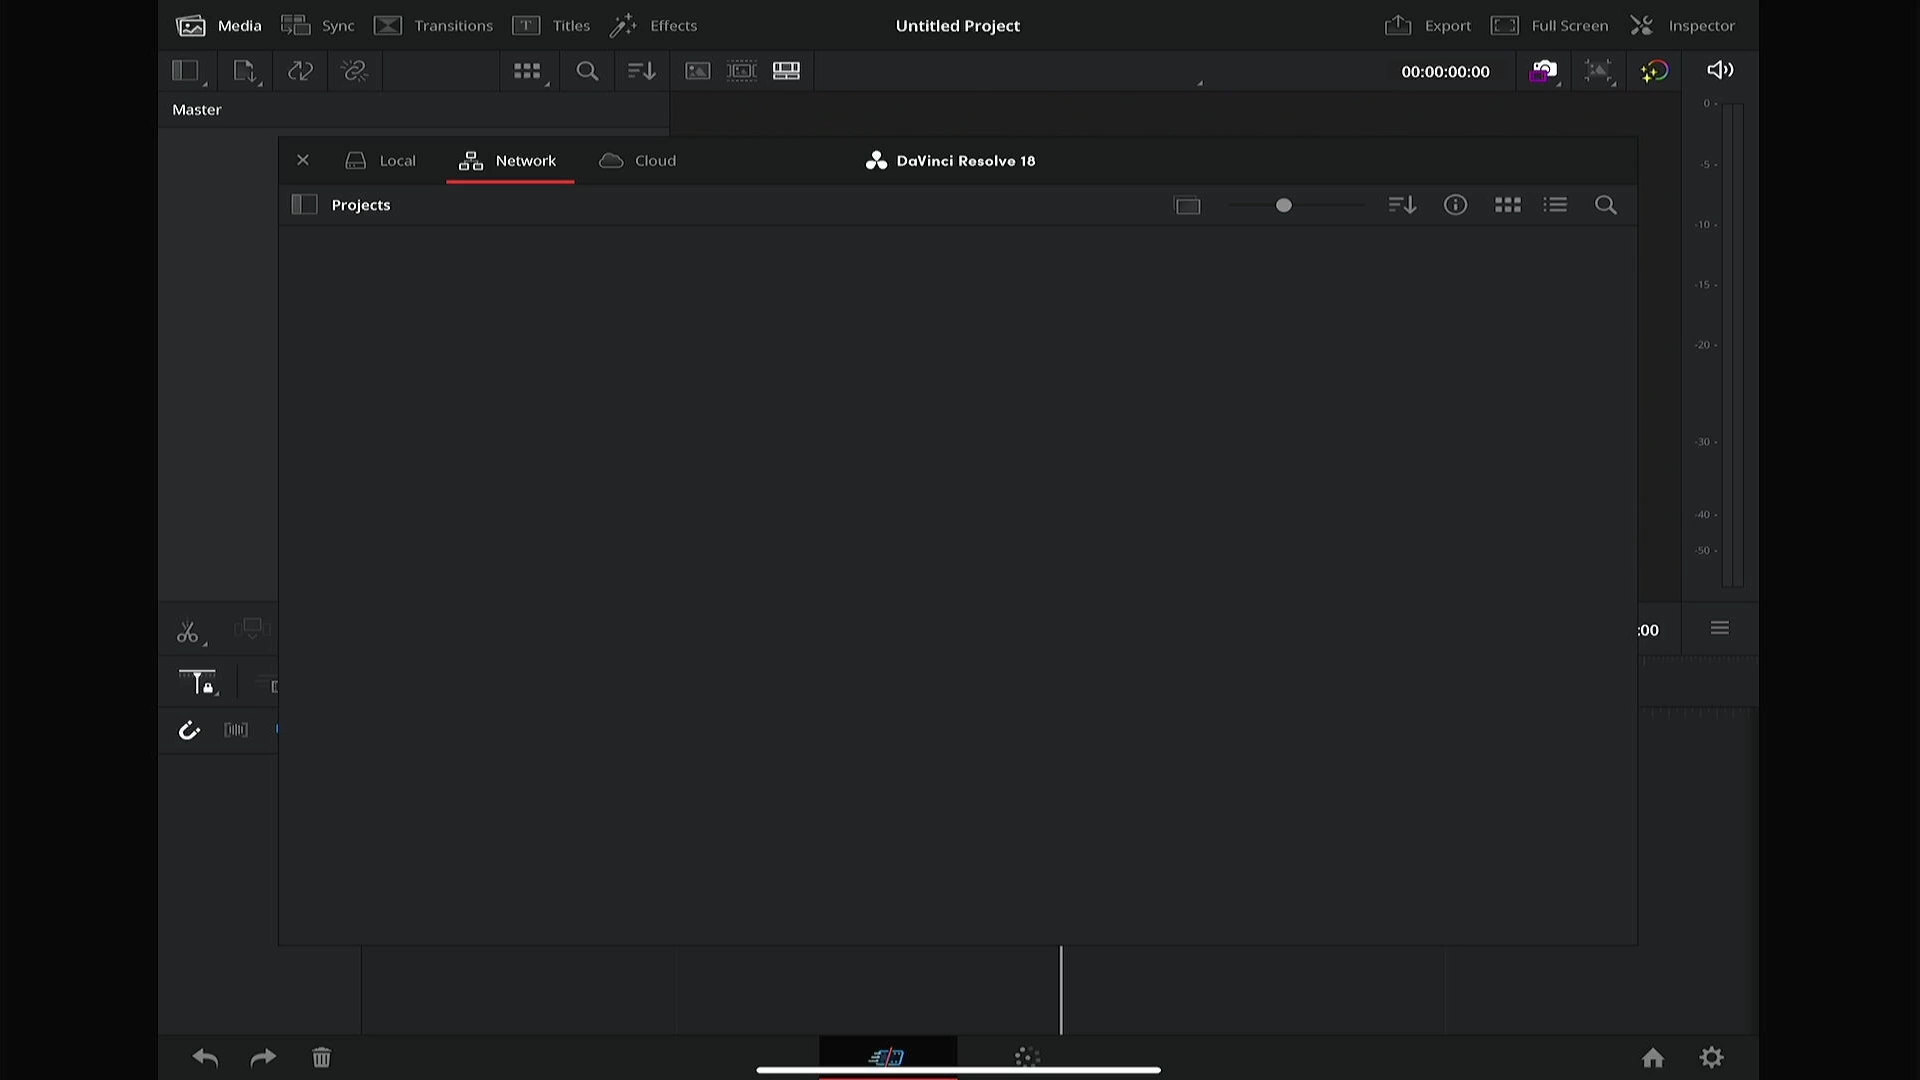 Media Sync Transitions Titles Effects Untitled Project Export Full Screen Inspector
00:00:00:00
Master
Local Network Cloud DaVinci Resolve 18
Projects
0
-5
-10
-15
-20
-30
-40
-50
:00